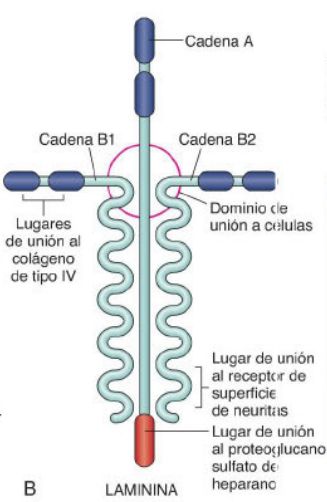 Cadena A
Cadena B1
Cadena B2
Dominio de
unión a células
Lugares
de unión al
colágeno
de tipo IV
Lugar de unión
al receptor de
superficie
de neuritas
Lugar de unión
al proteoglucano
sulfato de
heparano
B
LAMININA